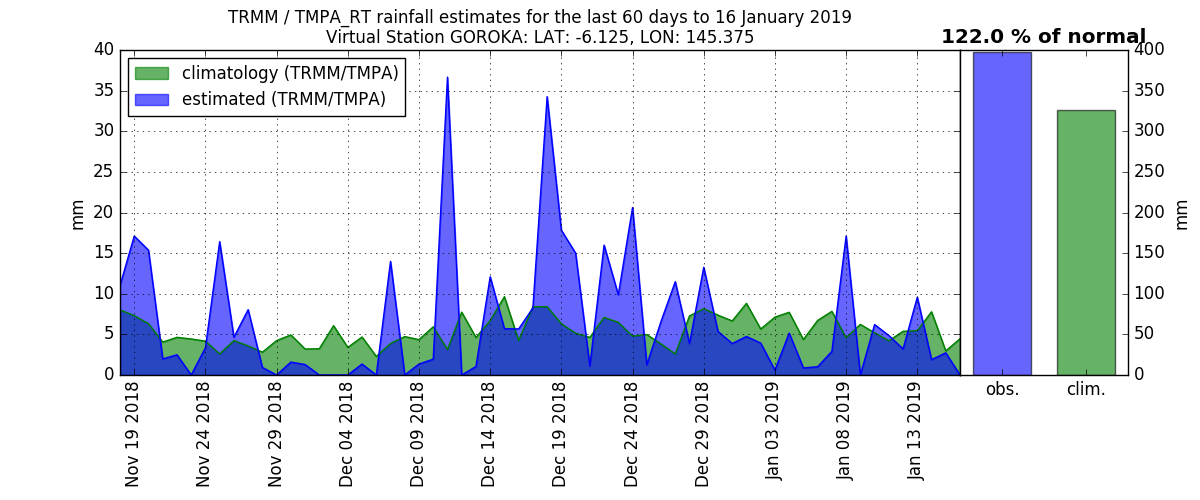 TRMM / TMPA_RT rainfall estimates for the last 60 days to 16 January 2019
Virtual Station GOROKA: LAT: -6.125, LON: 145.375
122.0 % of normal
climatology (TRMM/TMPA)
estimated (TRMM/TMPA)
mm
40
35
30
25
20
15
10
5
0
Nov 19 2018
Nov 24 2018
Nov 29 2018
Dec 04 2018
Dec 09 2018
Dec 14 2018
Dec 19 2018
Dec 24 2018
Dec 29 2018
Jan 03 2019
Jan 08 2019
Jan 13 2019
obs.
clim.
400
350
300
250
200
150
100
50
0
mm